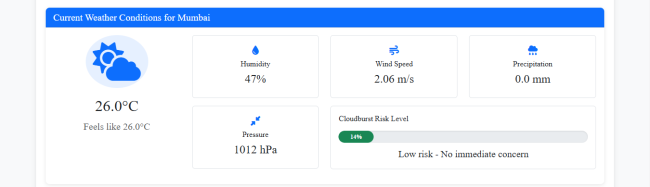 Current Weather Conditions for Mumbai
26.0°C
Feels like 26.0°C
Humidity
47%
Wind Speed
2.06 m/s
Precipitation
0.0 mm
Pressure
1012 hPa
Cloudburst Risk Level
14%
Low risk - No immediate concern